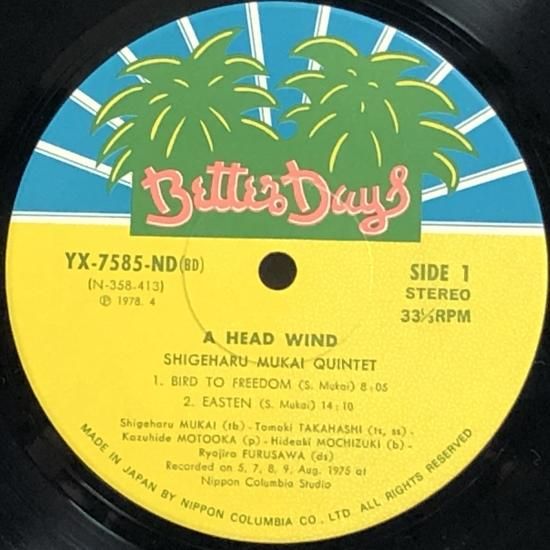 Better Days
YX-7585-ND(BD)
(N-358-413)
Ⓟ 1978. 4
SIDE 1
STEREO
33⅓RPM
A HEAD WIND
SHIGEHARU MUKAI QUINTET
1. BIRD TO FREEDOM (S. Mukai) 8:05
2. EASTEN (S. Mukai) 14:10
Shigeharu MUKAI (tb)-Tomoki TAKAHASHI (ts, ss)-
Kazuhide MOTOOKA (p)-Hideaki MOCHIZUKI (b)-
Ryojiro FURUSAWA (ds)
Recorded on 5, 7, 8, 9, Aug. 1975 at
Nippon Columbia Studio
MADE IN JAPAN BY NIPPON COLUMBIA CO., LTD. ALL RIGHTS RESERVED